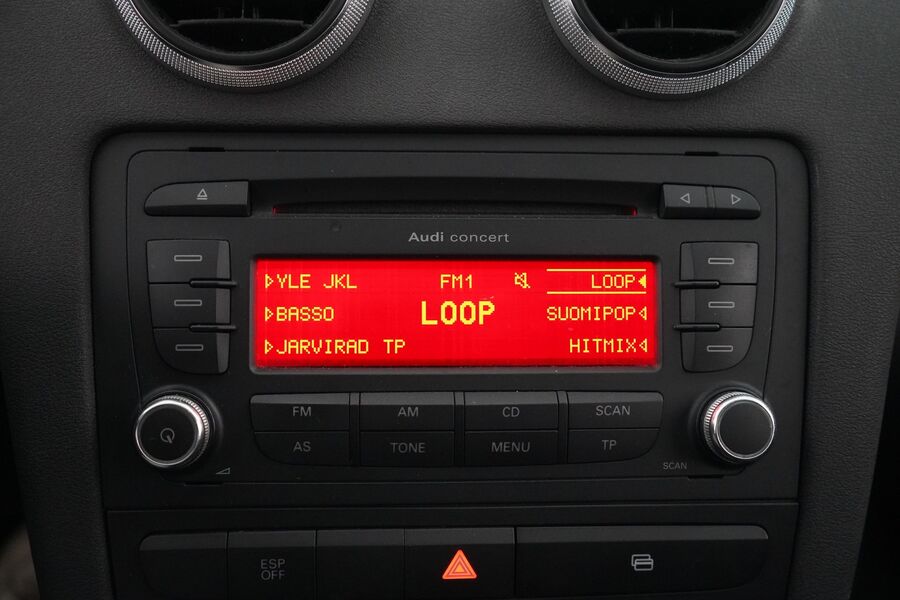 Audi concert
YLE JKL FM1 LOOP
BASSO LOOP SUOMIPOP
JARVIRAD TP HITMIX
FM AM CD SCAN
AS TONE MENU TP
SCAN
ESP
OFF